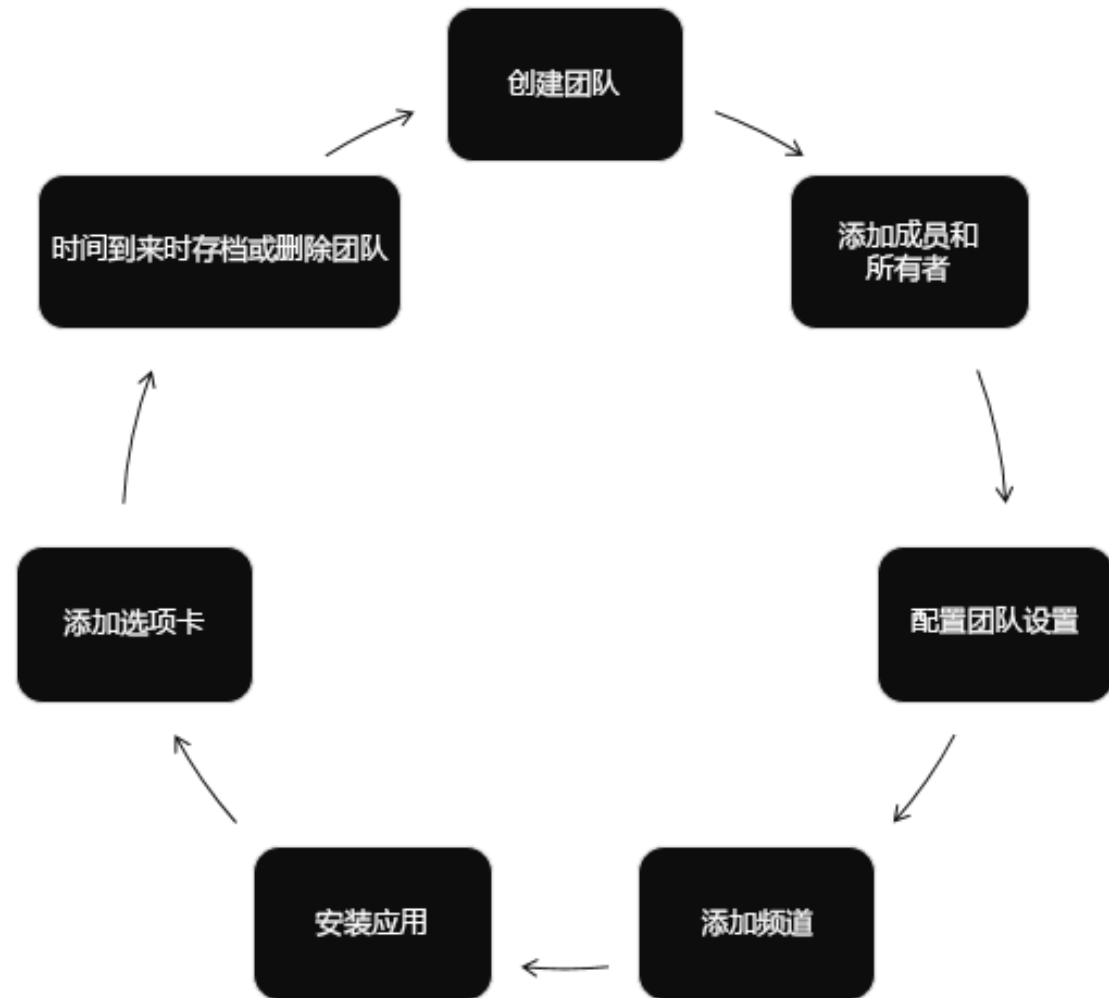 创建团队
添加成员和
所有者
配置团队设置
添加频道
安装应用
添加选项卡
时间到来时存档或删除团队